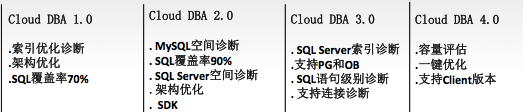 Cloud DBA 1.0
.索引优化诊断
.架构优化
.SQL覆盖率70%
Cloud DBA 2.0
. MySQL空间诊断
. SQL覆盖率90%
. SQL Server空间诊断
. 架构优化
. SDK
Cloud DBA 3.0
. SQL Server索引诊断
.支持PG和OB
.SQL语句级别诊断
. 支持连接诊断
Cloud DBA 4.0
.容量评估
.一键优化
.支持Client版本